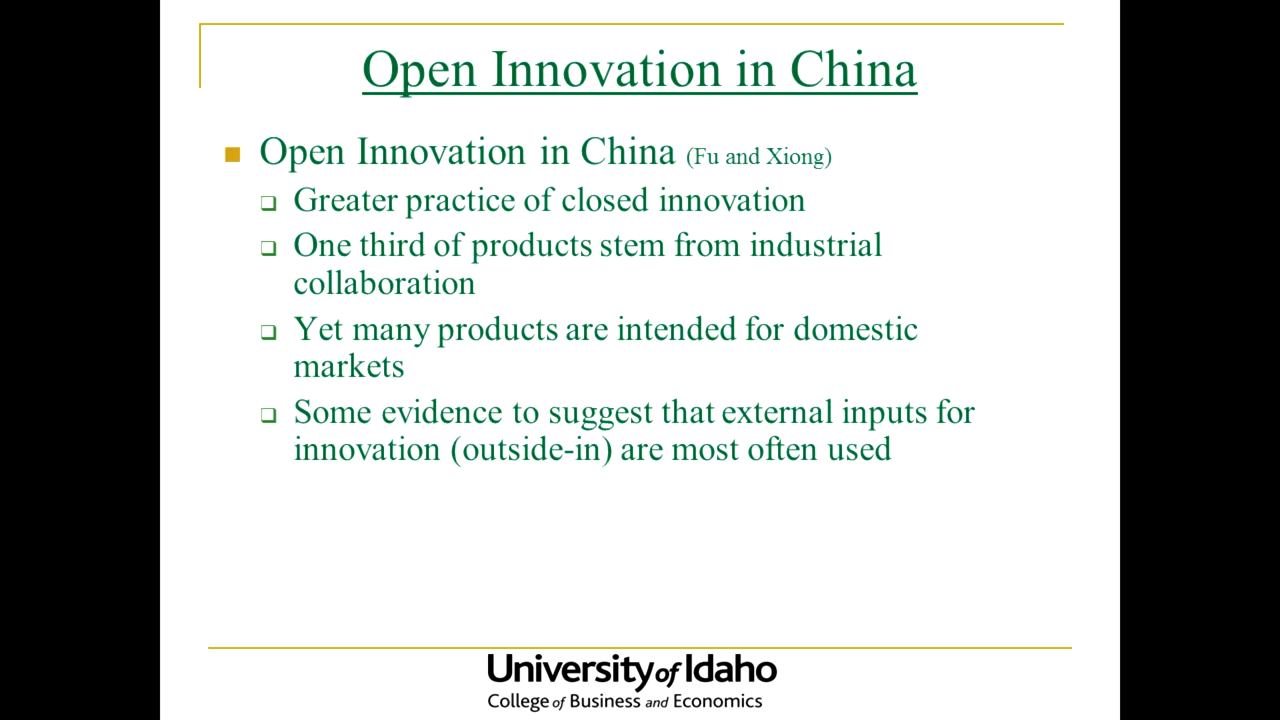 Open Innovation in China
Open Innovation in China (Fu and Xiong)
Greater practice of closed innovation
One third of products stem from industrial
collaboration
Yet many products are intended for domestic
markets
Some evidence to suggest that external inputs for
innovation (outside-in) are most often used
University of Idaho
College of Business and Economics